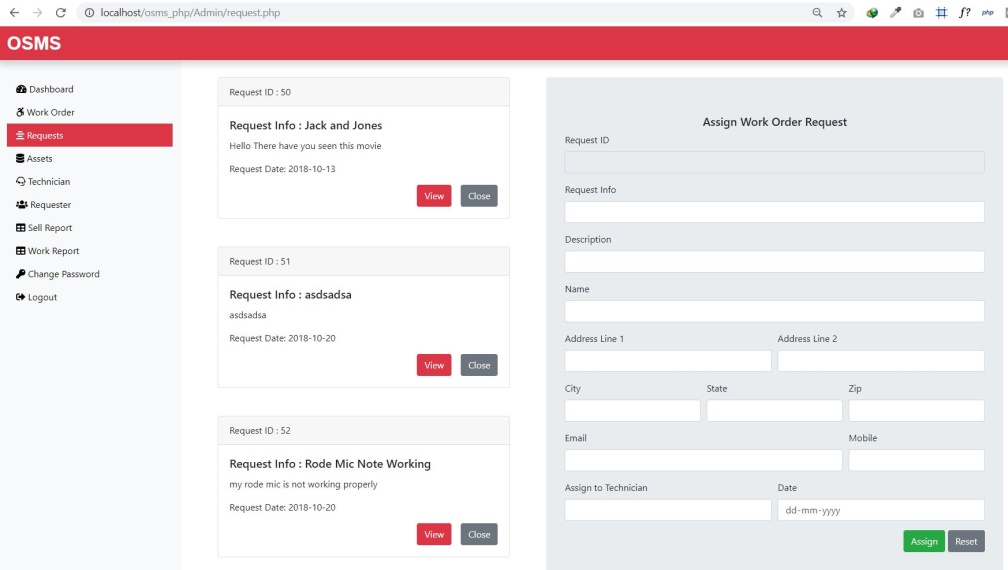 localhost/osms_php/Admin/request.php
f?
php
OSMS
Dashboard
Work Order
Requests
Assets
Technician
Requester
Sell Report
Work Report
Change Password
Logout
Request ID : 50
Request Info : Jack and Jones
Hello There have you seen this movie
Request Date: 2018-10-13
View Close
Request ID : 51
Request Info : asdsadsa
asdsadsa
Request Date: 2018-10-20
View Close
Request ID : 52
Request Info : Rode Mic Note Working
my rode mic is not working properly
Request Date: 2018-10-20
View Close
Assign Work Order Request
Request ID
Request Info
Description
Name
Address Line 1 Address Line 2
City State Zip
Email Mobile
Assign to Technician Date
dd-mm-yyyy
Assign Reset